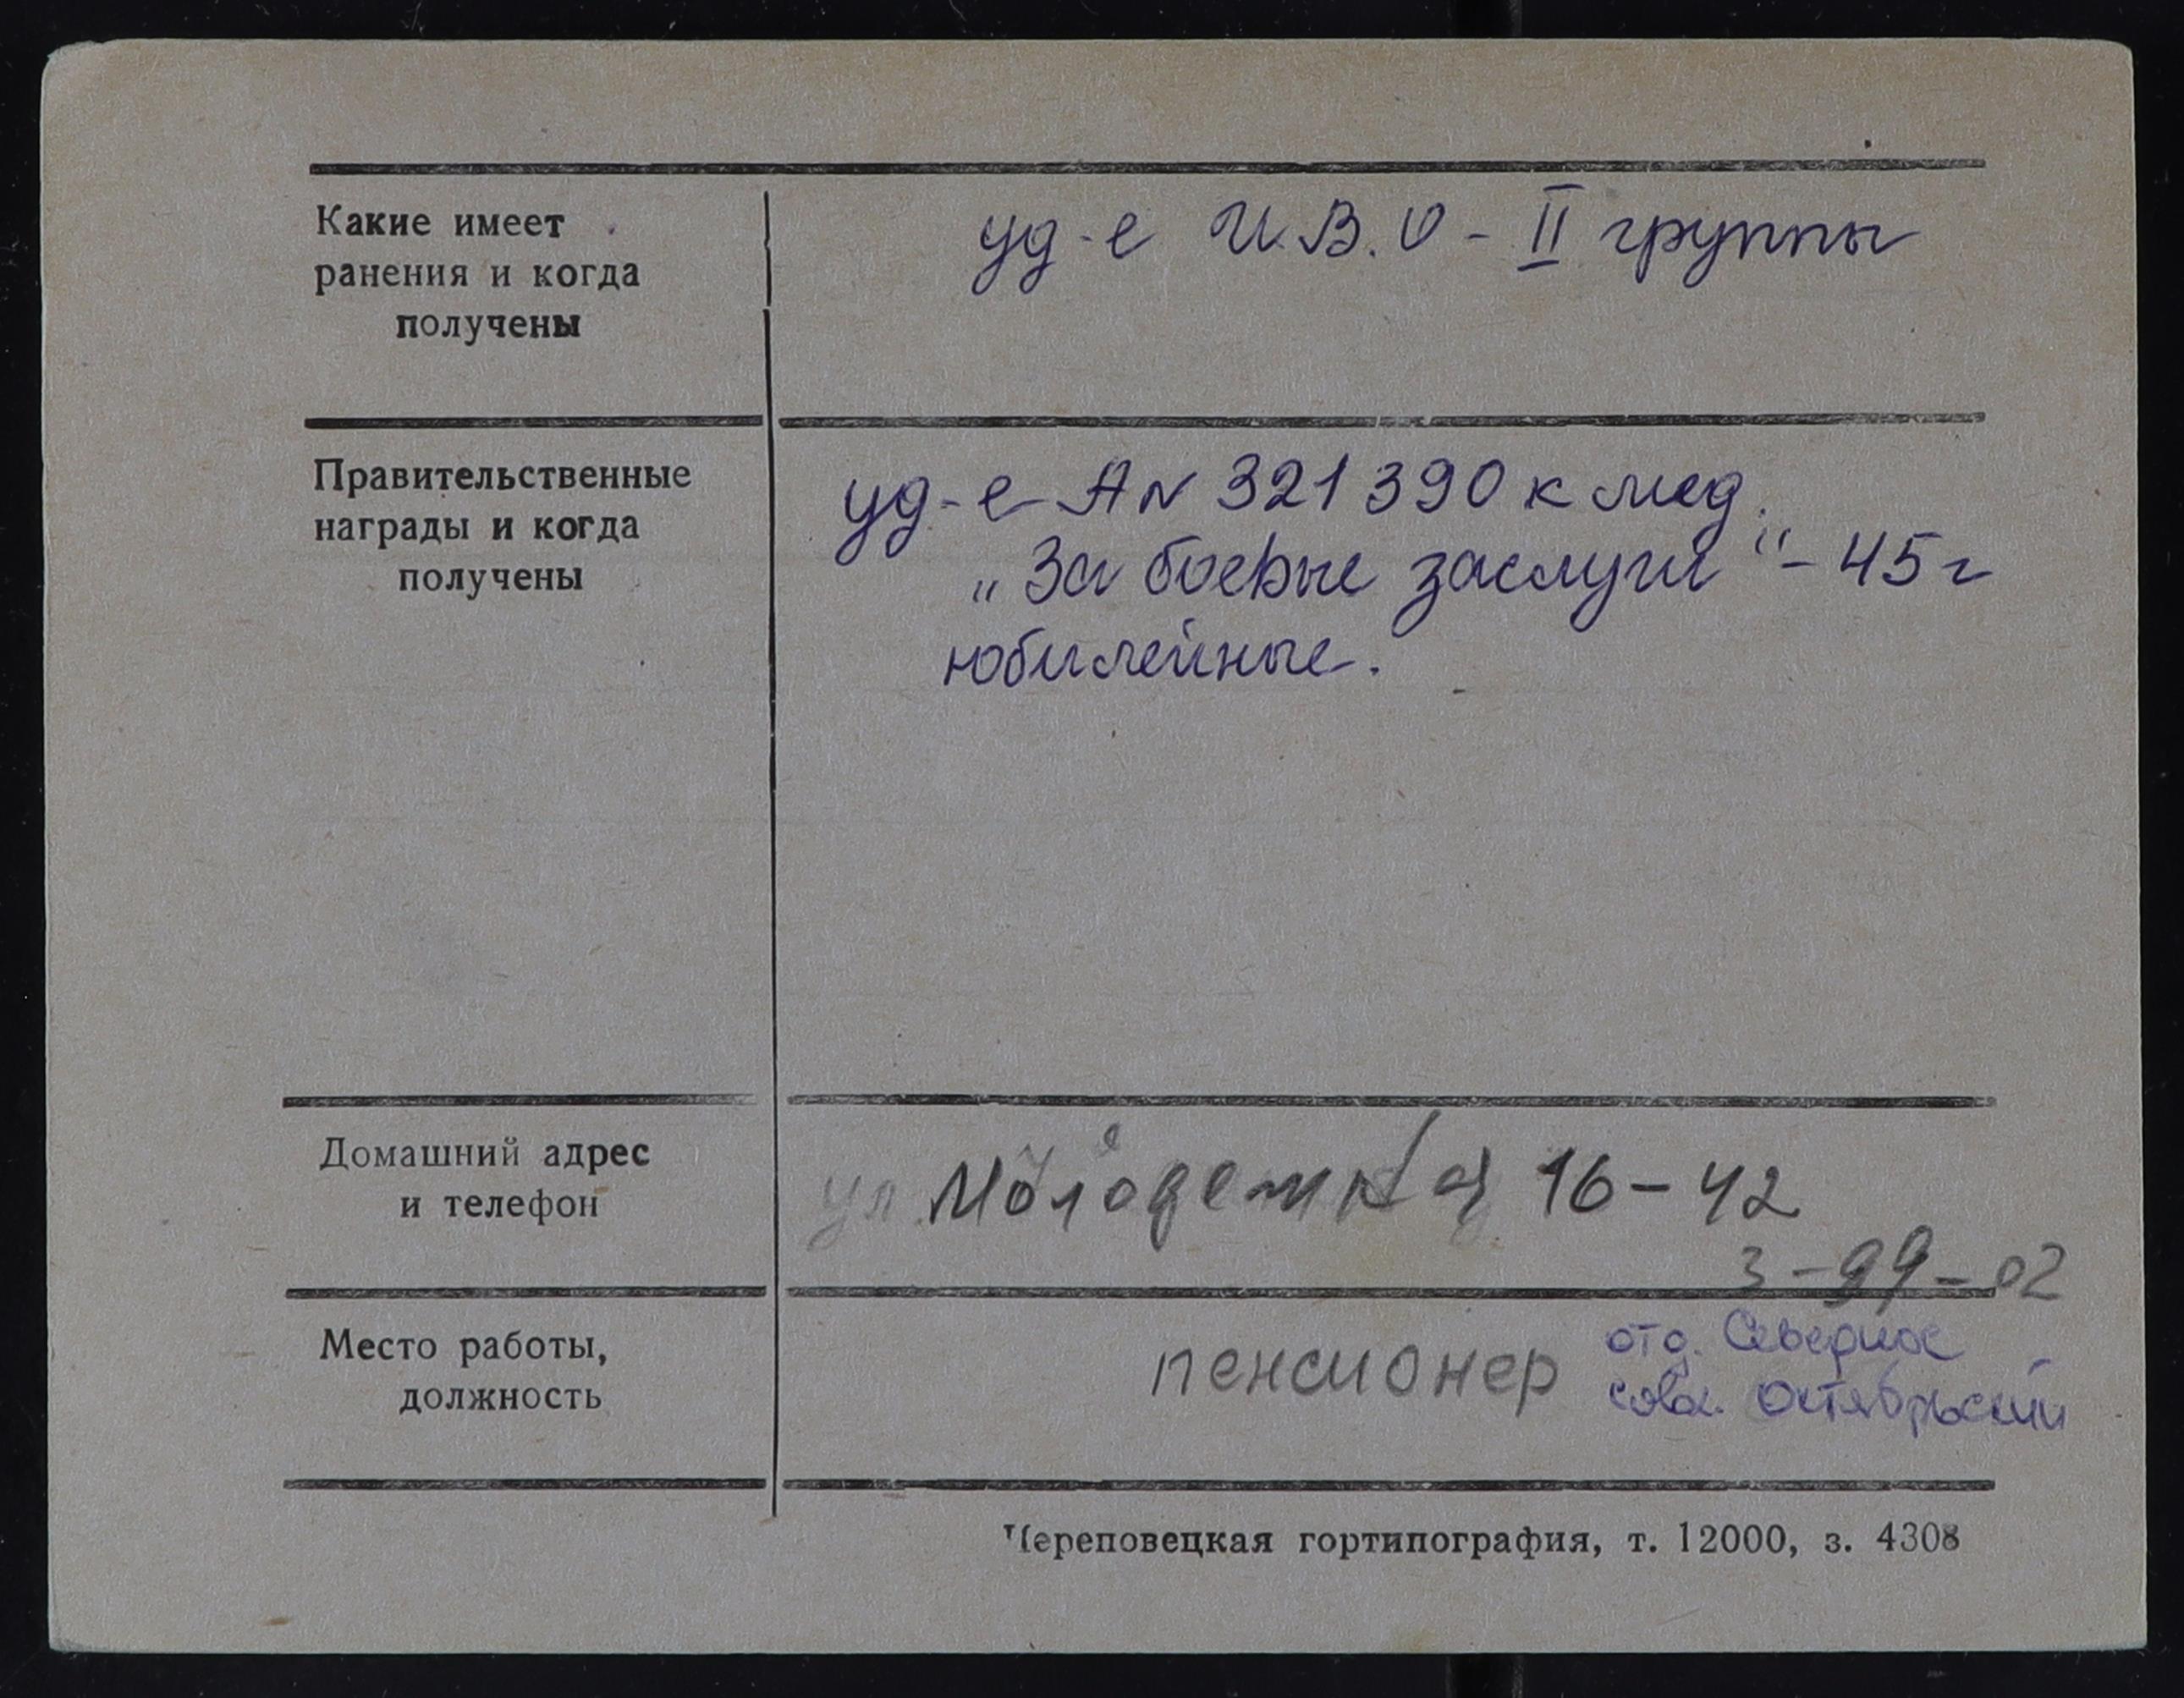 Какие имеет
ранения и когда
получены
уд-е И.В.О - II группы
Правительственные
награды и когда
получены
уд-е А N 321390 к мед.
„За боевые заслуги“ - 45 г
юбилейные.
Домашний адрес
и телефон
ул. Молодежная 16-42
3-99-02
Место работы,
должность
пенсионер
отд. Северное
совх. Октябрьский
Череповецкая гортипография, т. 12000, з. 4308